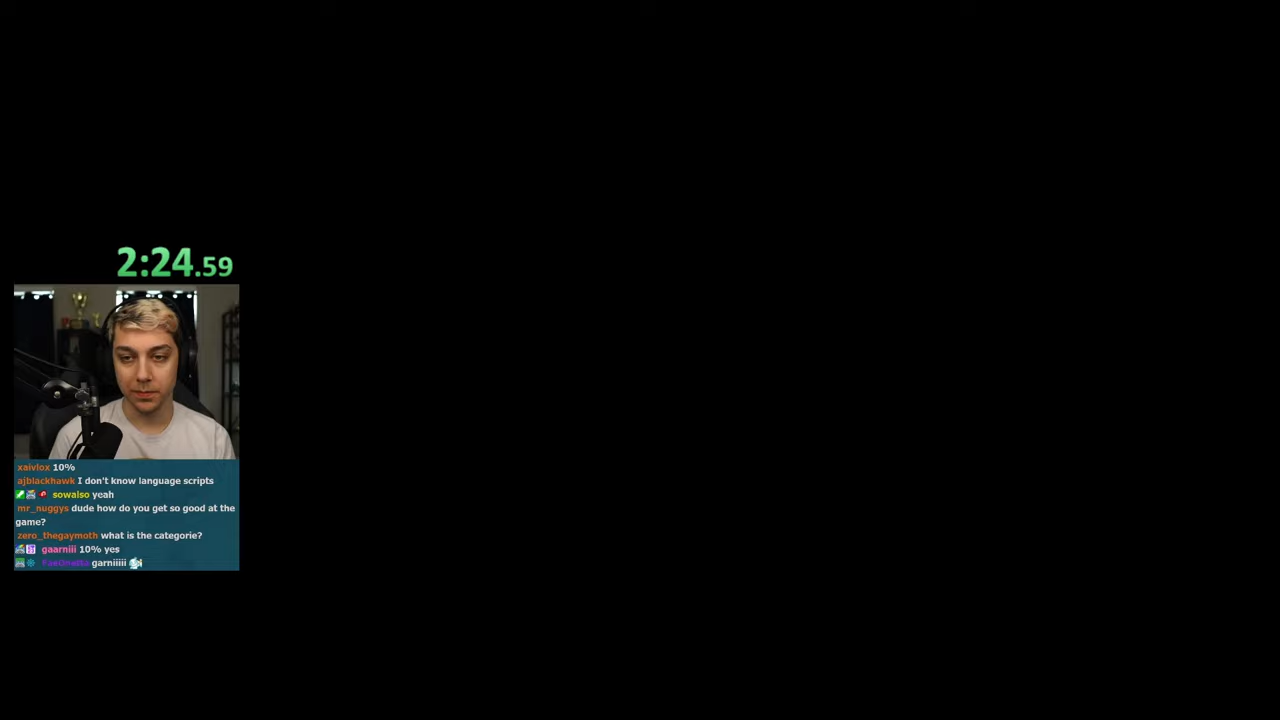 2:24.59
xaivlox 10%
ajblackhawk I don't know language scripts
sowalso yeah
mr_nuggys dude how do you get so good at the
game?
zero_thegaymoth what is the categorie?
gaarniii 10% yes
garniiiii